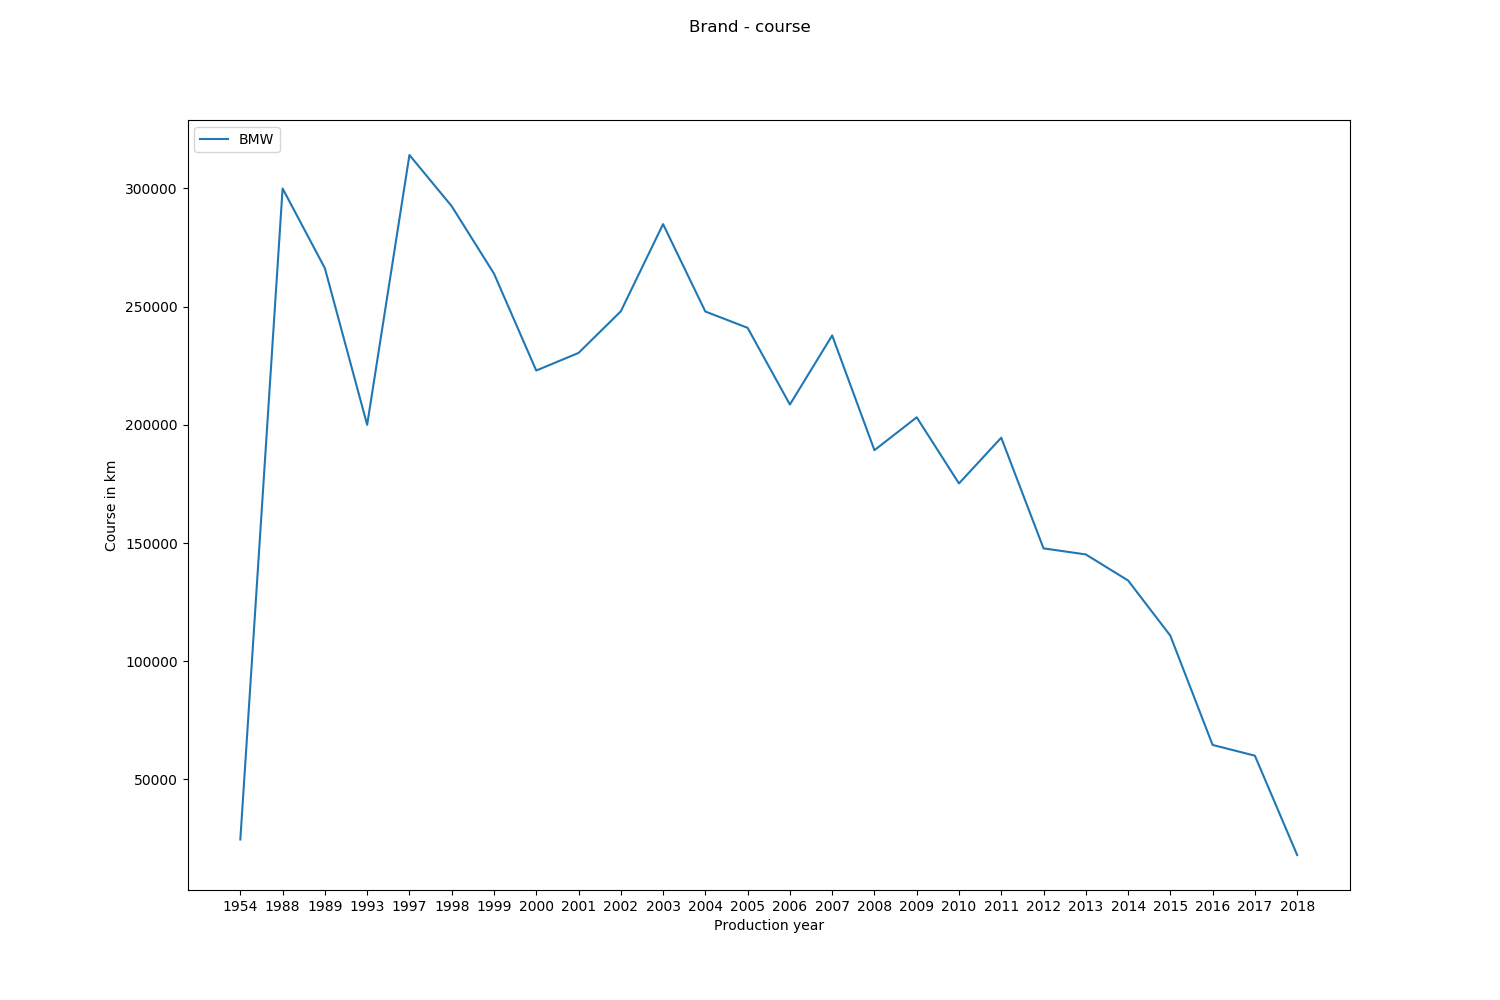 Brand - course
BMW
300000
250000
200000
150000
100000
50000
Course in km
1954 1988 1989 1993 1997 1998 1999 2000 2001 2002 2003 2004 2005 2006 2007 2008 2009 2010 2011 2012 2013 2014 2015 2016 2017 2018
Production year